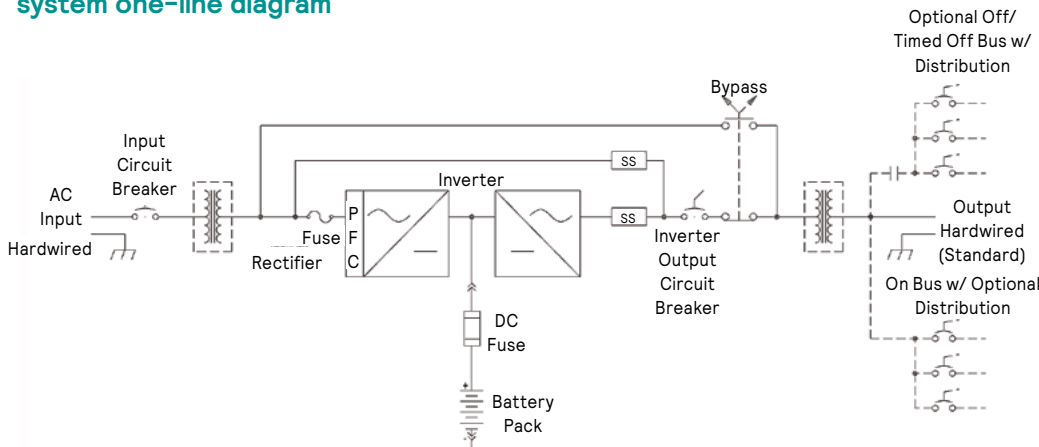 system one-line diagram
Optional Off/
Timed Off Bus w/
Distribution
Bypass
Input
Circuit
Breaker
SS
Inverter
AC
Input
Hardwired
P
F
C
Fuse
Rectifier
SS
Inverter
Output
Circuit
Breaker
Output
Hardwired
(Standard)
On Bus w/ Optional
Distribution
DC
Fuse
+
Battery
Pack
-